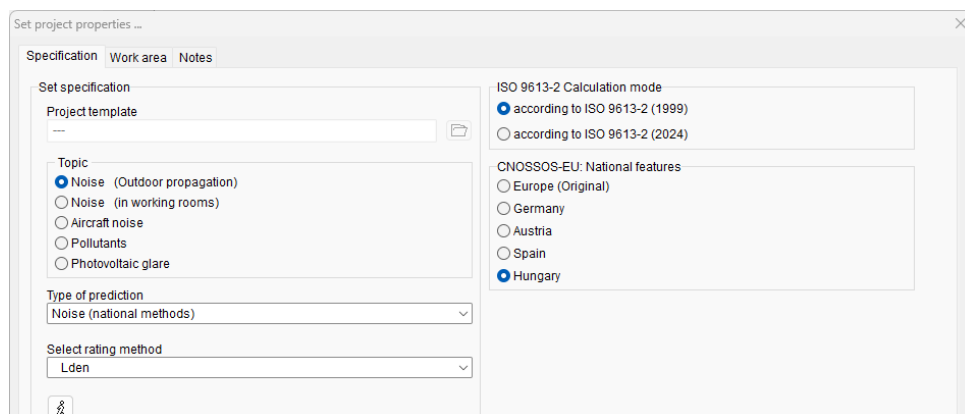 Set project properties ...
Specification Work area Notes
Set specification
Project template
---
Topic
Noise (Outdoor propagation)
Noise (in working rooms)
Aircraft noise
Pollutants
Photovoltaic glare
Type of prediction
Noise (national methods)
Select rating method
Lden
ISO 9613-2 Calculation mode
according to ISO 9613-2 (1999)
according to ISO 9613-2 (2024)
CNOSSOS-EU: National features
Europe (Original)
Germany
Austria
Spain
Hungary